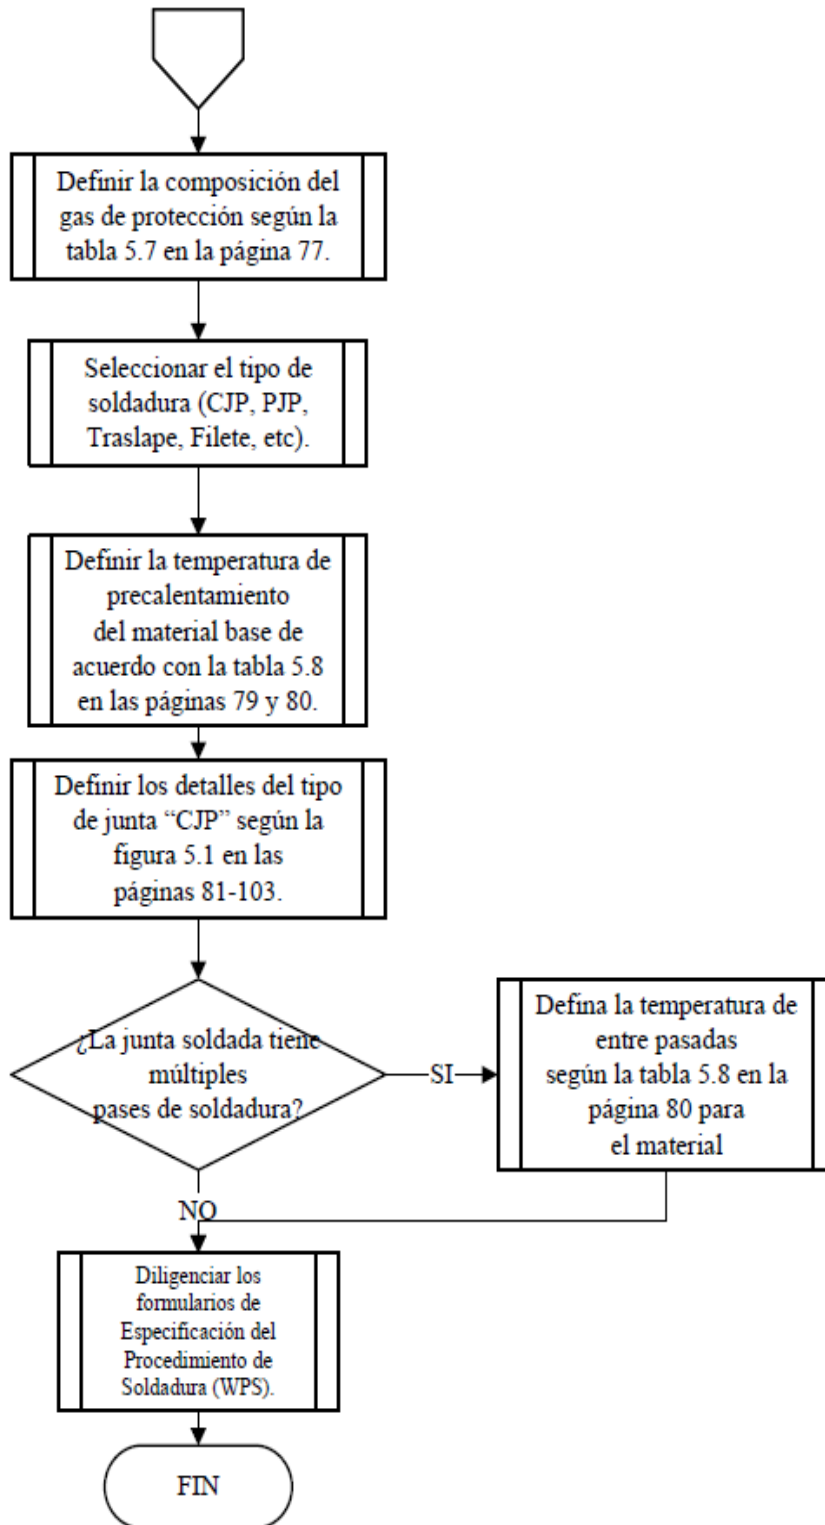 Definir la composición del
gas de protección según la
tabla 5.7 en la página 77.
Seleccionar el tipo de
soldadura (CJP, PJP,
Traslape, Filete, etc).
Definir la temperatura de
precalentamiento
del material base de
acuerdo con la tabla 5.8
en las páginas 79 y 80.
Definir los detalles del tipo
de junta “CJP” según la
figura 5.1 en las
páginas 81-103.
¿La junta soldada tiene
múltiples
pases de soldadura?
SI
Defina la temperatura de
entre pasadas
según la tabla 5.8 en la
página 80 para
el material
NO
Diligenciar los
formularios de
Especificación del
Procedimiento de
Soldadura (WPS).
FIN